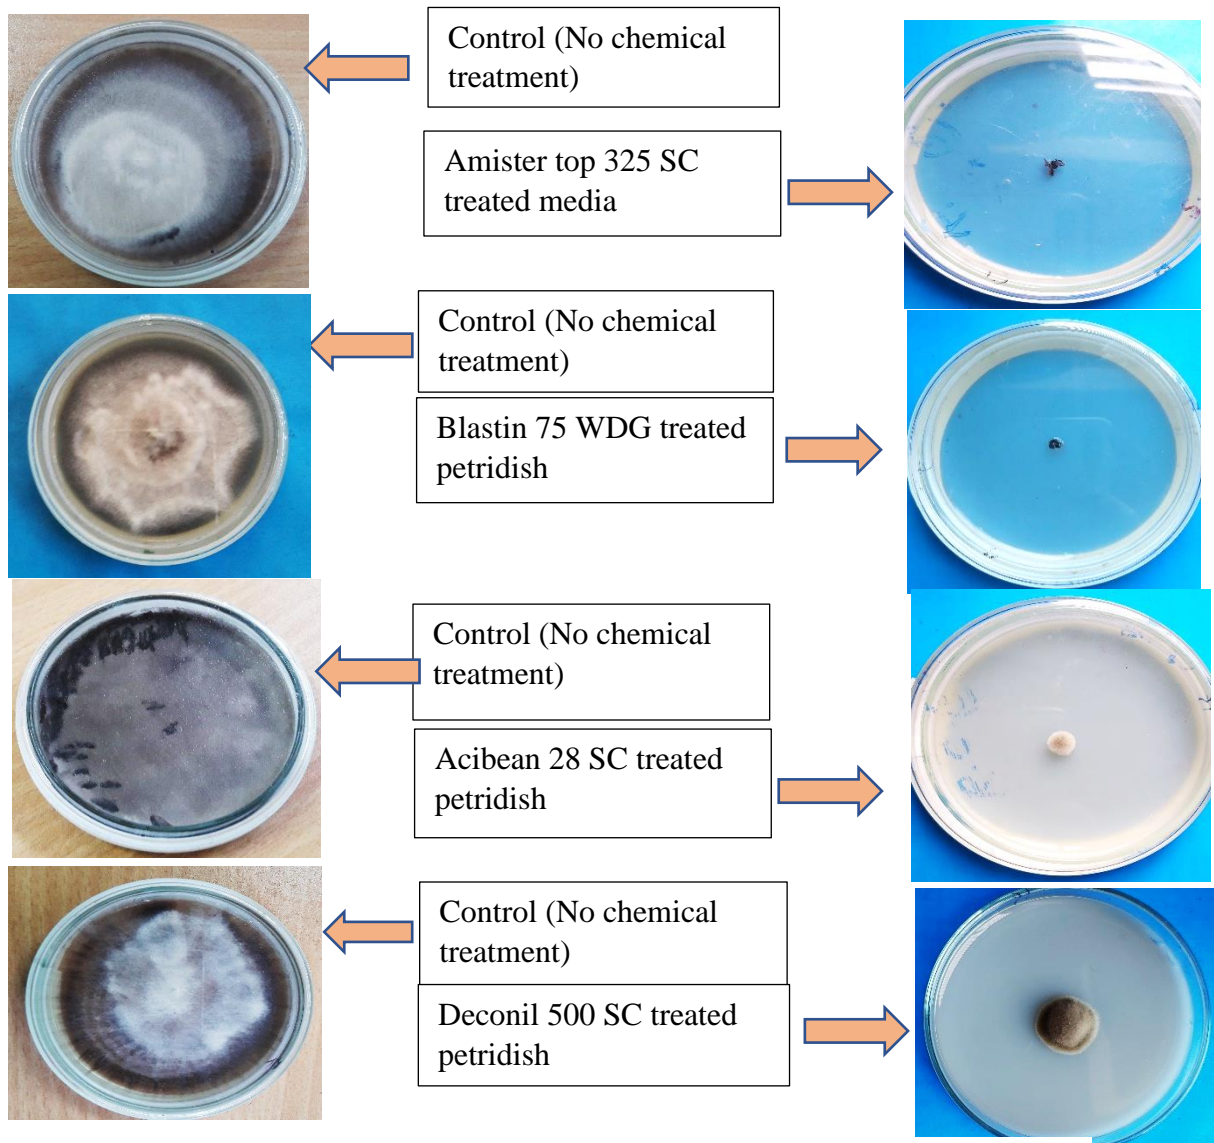 Control (No chemical
treatment)
Amister top 325 SC
treated media
Control (No chemical
treatment)
Blastin 75 WDG treated
petridish
Control (No chemical
treatment)
Acibean 28 SC treated
petridish
Control (No chemical
treatment)
Deconil 500 SC treated
petridish